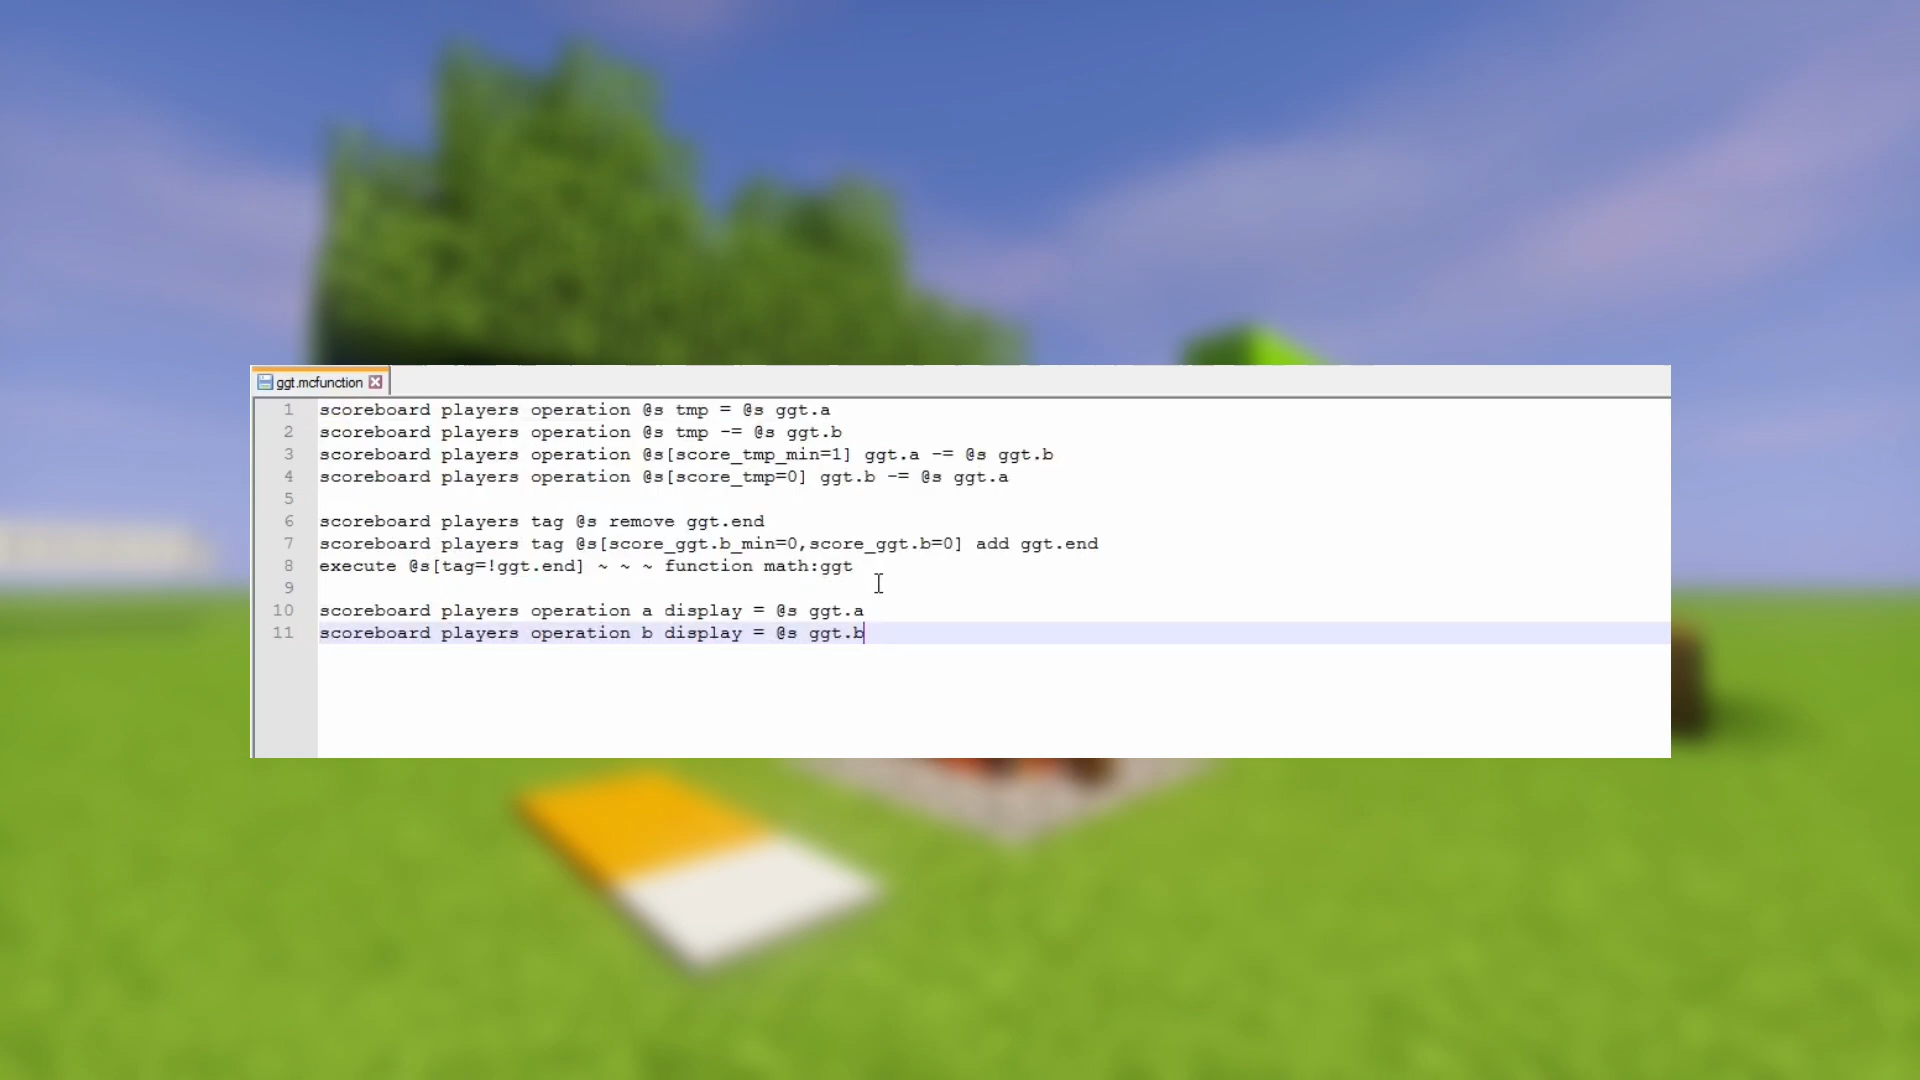 ggt.mcfunction
1 scoreboard players operation @s tmp = @s ggt.a
2 scoreboard players operation @s tmp -= @s ggt.b
3 scoreboard players operation @s[score_tmp_min=1] ggt.a -= @s ggt.b
4 scoreboard players operation @s[score_tmp=0] ggt.b -= @s ggt.a
5
6 scoreboard players tag @s remove ggt.end
7 scoreboard players tag @s[score_ggt.b_min=0,score_ggt.b=0] add ggt.end
8 execute @s[tag=!ggt.end] ~ ~ ~ function math:ggt
9
10 scoreboard players operation a display = @s ggt.a
11 scoreboard players operation b display = @s ggt.b